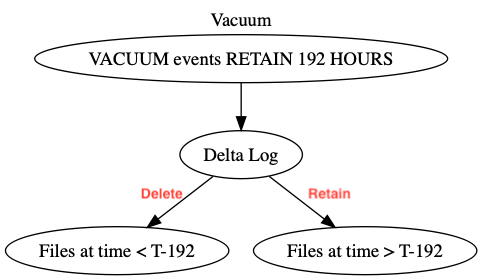 Vacuum
VACUUM events RETAIN 192 HOURS
Delta Log
Delete
Retain
Files at time < T-192
Files at time > T-192